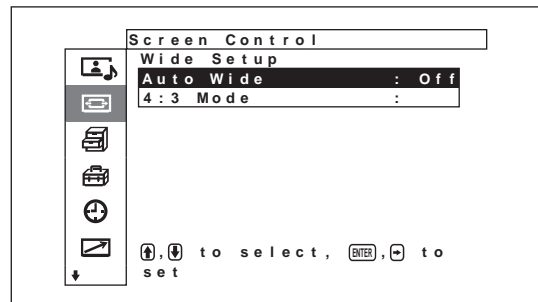 Screen Control
Wide Setup
Auto Wide : Off
4:3 Mode :
↑,↓ to select, ENTER,→ to
set